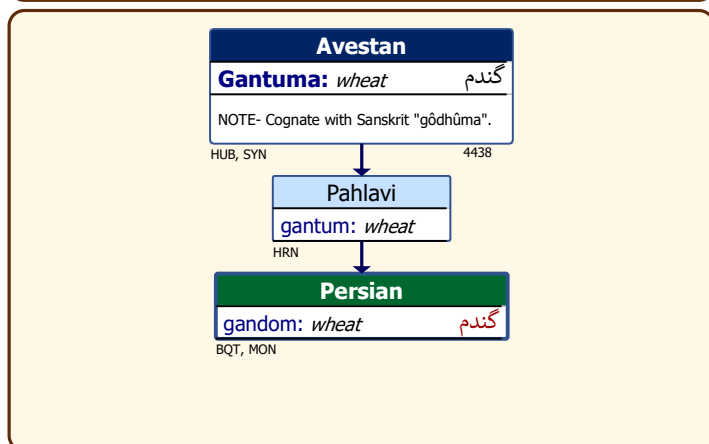 Avestan
Gantuma: wheat گندم
NOTE- Cognate with Sanskrit "gôdhûma".
HUB, SYN 4438
Pahlavi
gantum: wheat
HRN
Persian
gandom: wheat گندم
BQT, MON